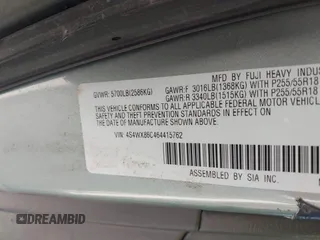 MFD BY FUJI HEAVY INDUS
GVWR: 5700LB(2586KG) GAWR:F 3016LB(1368KG) WITH P255/55R18
GAWR:R 3340LB(1515KG) WITH P255/55R18
THIS VEHICLE CONFORMS TO ALL APPLICABLE FEDERAL MOTOR VEHICLE
SAFETY AND THEFT PREVENTION STANDARDS IN EFFECT ON THE DATE OF
MANUFACTURE SHOWN ABOVE.
VIN: 4S4WX86C464415762
ASSEMBLED BY SIA INC.
DREAMBID